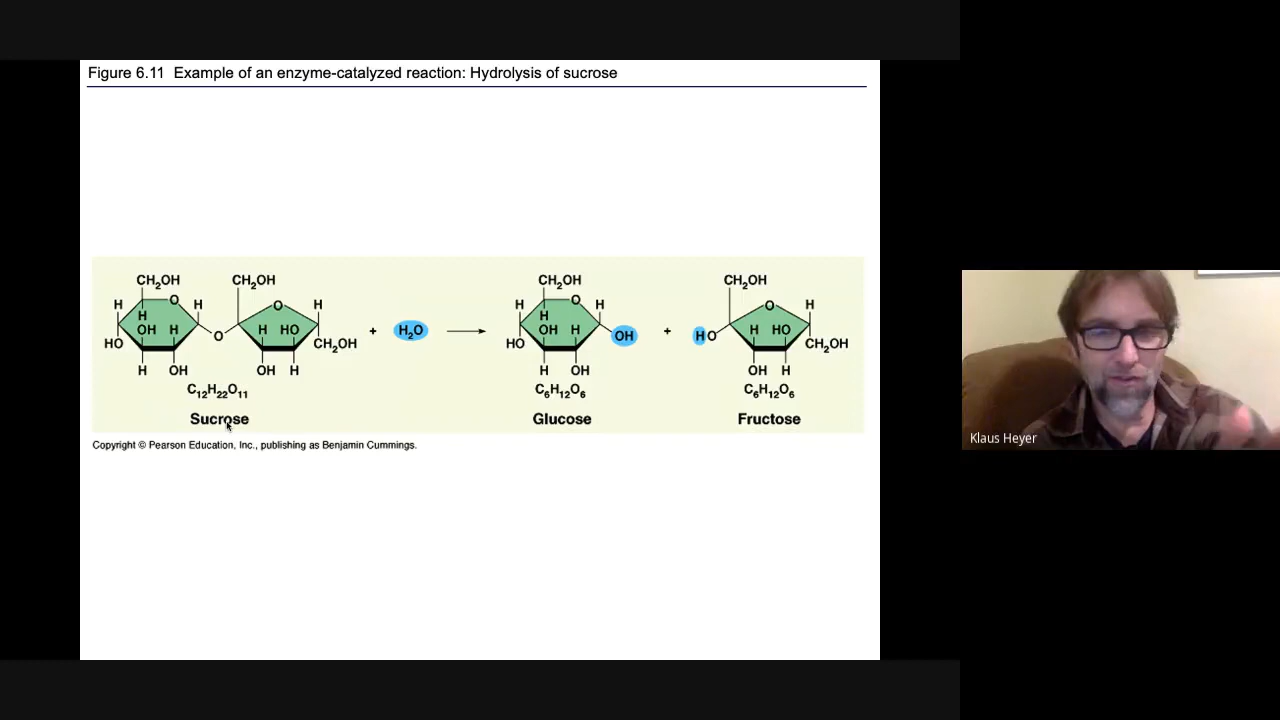 Figure 6.11  Example of an enzyme-catalyzed reaction: Hydrolysis of sucrose
CH₂OH CH₂OH CH₂OH CH₂OH
H O H O H H O H O H
H H
OH H O H HO + H₂O OH H OH + HO H HO
HO CH₂OH HO CH₂OH
H OH OH H H OH OH H
C₁₂H₂₂O₁₁ C₆H₁₂O₆ C₆H₁₂O₆
Sucrose Glucose Fructose
Copyright © Pearson Education, Inc., publishing as Benjamin Cummings.
Klaus Heyer